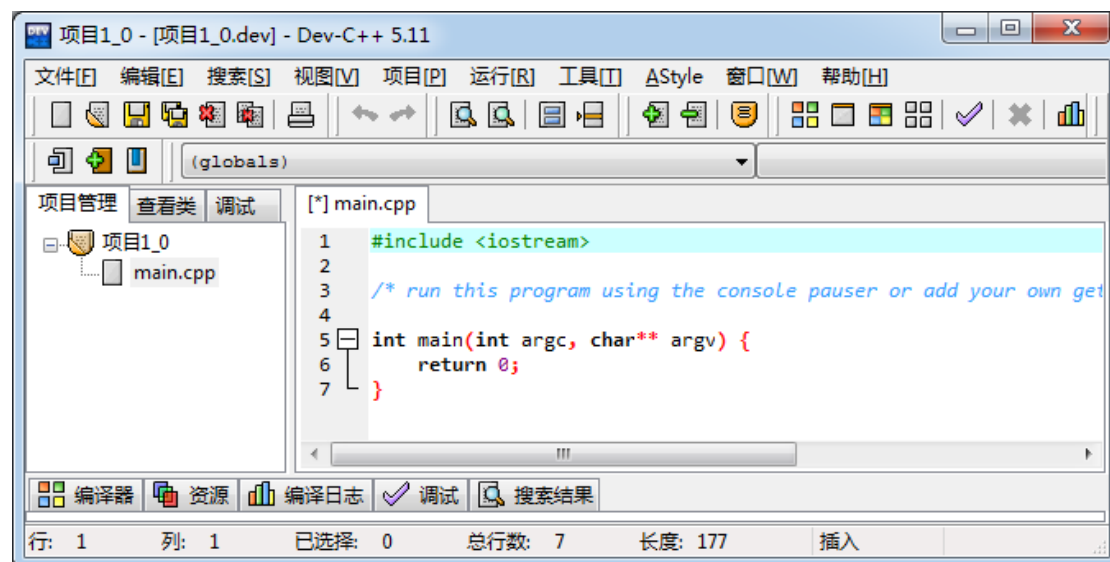 项目1_0 - [项目1_0.dev] - Dev-C++ 5.11
文件[F] 编辑[E] 搜索[S] 视图[V] 项目[P] 运行[R] 工具[T] AStyle 窗口[W] 帮助[H]
(globals)
项目管理 查看类 调试
项目1_0
main.cpp
[*] main.cpp
1 #include <iostream>
2
3 /* run this program using the console pauser or add your own get
4
5 int main(int argc, char** argv) {
6 return 0;
7 }
编译器 资源 编译日志 调试 搜索结果
行: 1 列: 1 已选择: 0 总行数: 7 长度: 177 插入